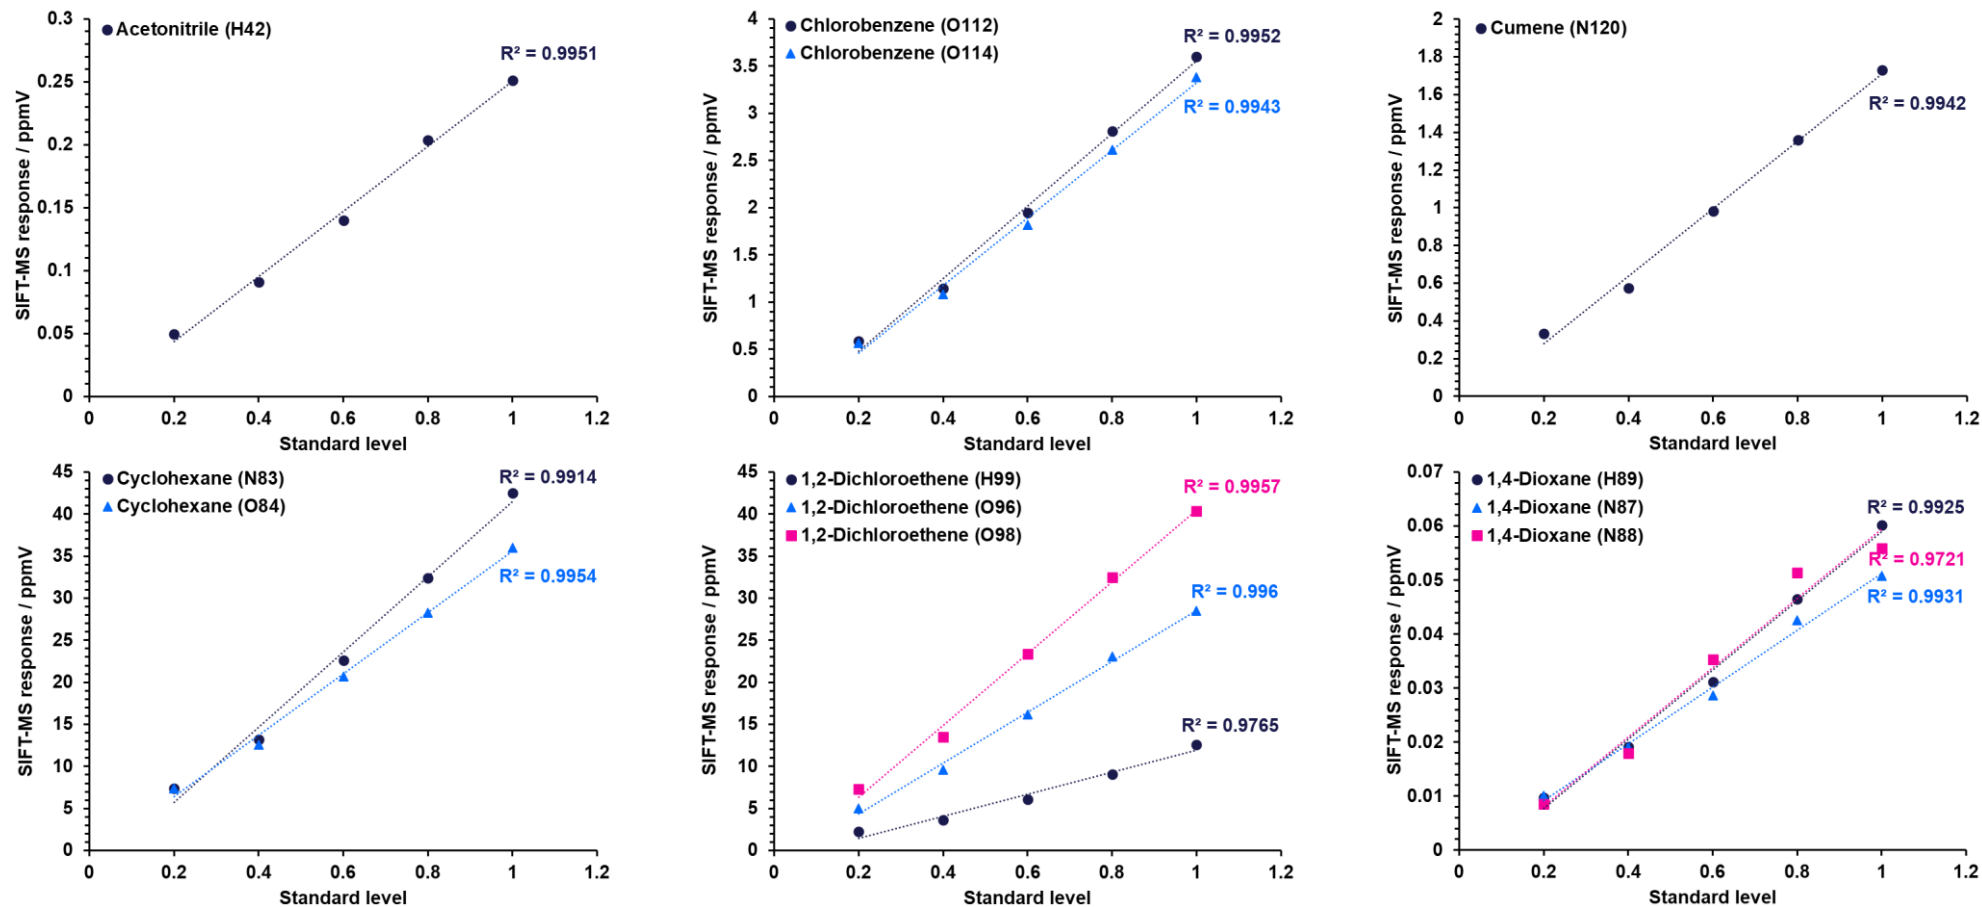 Acetonitrile (H42)
R² = 0.9951
SIFT-MS response / ppmV
0.3
0.25
0.2
0.15
0.1
0.05
0
0 0.2 0.4 0.6 0.8 1 1.2
Standard level
Chlorobenzene (O112)
Chlorobenzene (O114)
R² = 0.9952
R² = 0.9943
SIFT-MS response / ppmV
4
3.5
3
2.5
2
1.5
1
0.5
0
0 0.2 0.4 0.6 0.8 1 1.2
Standard level
Cumene (N120)
R² = 0.9942
SIFT-MS response / ppmV
2
1.8
1.6
1.4
1.2
1
0.8
0.6
0.4
0.2
0
0 0.2 0.4 0.6 0.8 1 1.2
Standard level
Cyclohexane (N83)
Cyclohexane (O84)
R² = 0.9914
R² = 0.9954
SIFT-MS response / ppmV
45
40
35
30
25
20
15
10
5
0
0 0.2 0.4 0.6 0.8 1 1.2
Standard level
1,2-Dichloroethene (H99)
1,2-Dichloroethene (O96)
1,2-Dichloroethene (O98)
R² = 0.9957
R² = 0.996
R² = 0.9765
SIFT-MS response / ppmV
45
40
35
30
25
20
15
10
5
0
0 0.2 0.4 0.6 0.8 1 1.2
Standard level
1,4-Dioxane (H89)
1,4-Dioxane (N87)
1,4-Dioxane (N88)
R² = 0.9925
R² = 0.9721
R² = 0.9931
SIFT-MS response / ppmV
0.07
0.06
0.05
0.04
0.03
0.02
0.01
0
0 0.2 0.4 0.6 0.8 1 1.2
Standard level